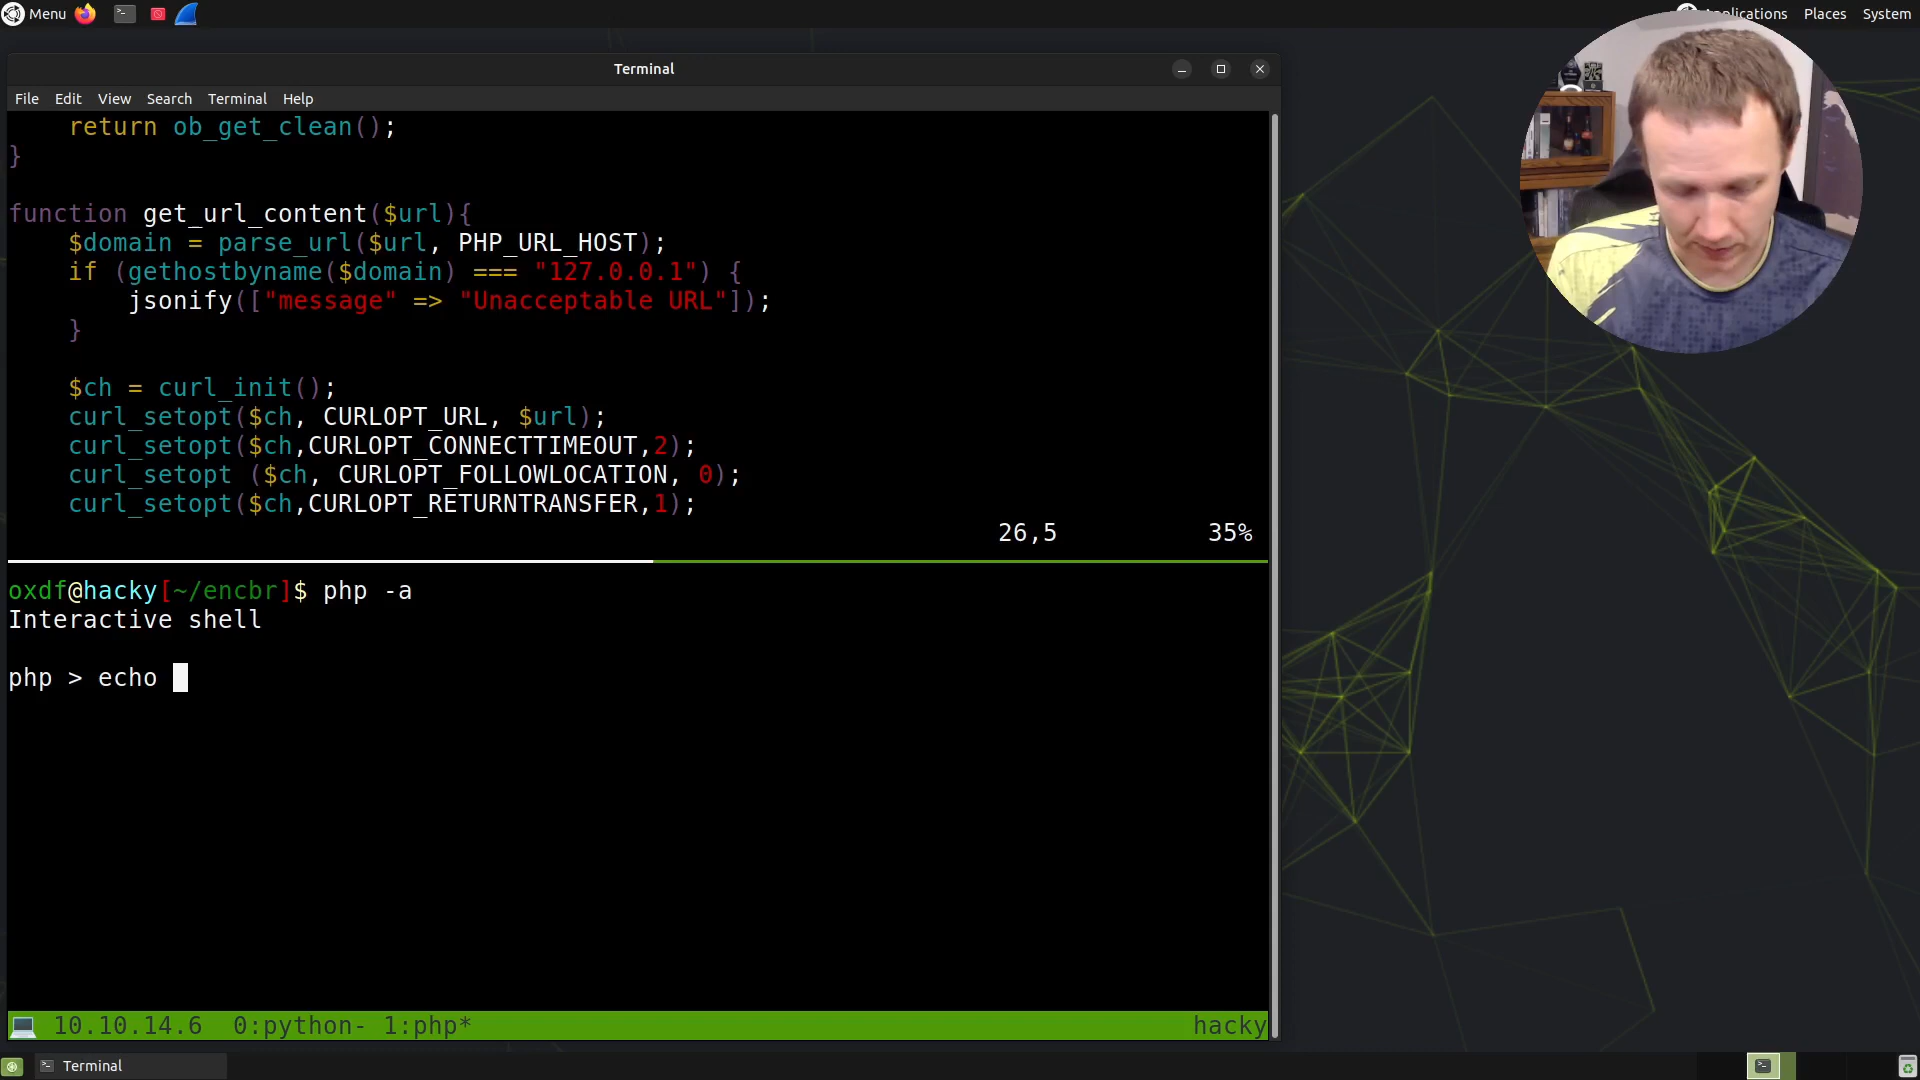 Menu
Applications Places System
Terminal
File Edit View Search Terminal Help
    return ob_get_clean();
}
function get_url_content($url){
    $domain = parse_url($url, PHP_URL_HOST);
    if (gethostbyname($domain) === "127.0.0.1") {
        jsonify(["message" => "Unacceptable URL"]);
    }
    $ch = curl_init();
    curl_setopt($ch, CURLOPT_URL, $url);
    curl_setopt($ch,CURLOPT_CONNECTTIMEOUT,2);
    curl_setopt ($ch, CURLOPT_FOLLOWLOCATION, 0);
    curl_setopt($ch,CURLOPT_RETURNTRANSFER,1);
26,5 35%
oxdf@hacky[~/encbr]$ php -a
Interactive shell
php > echo
10.10.14.6 0:python- 1:php* hacky
Terminal